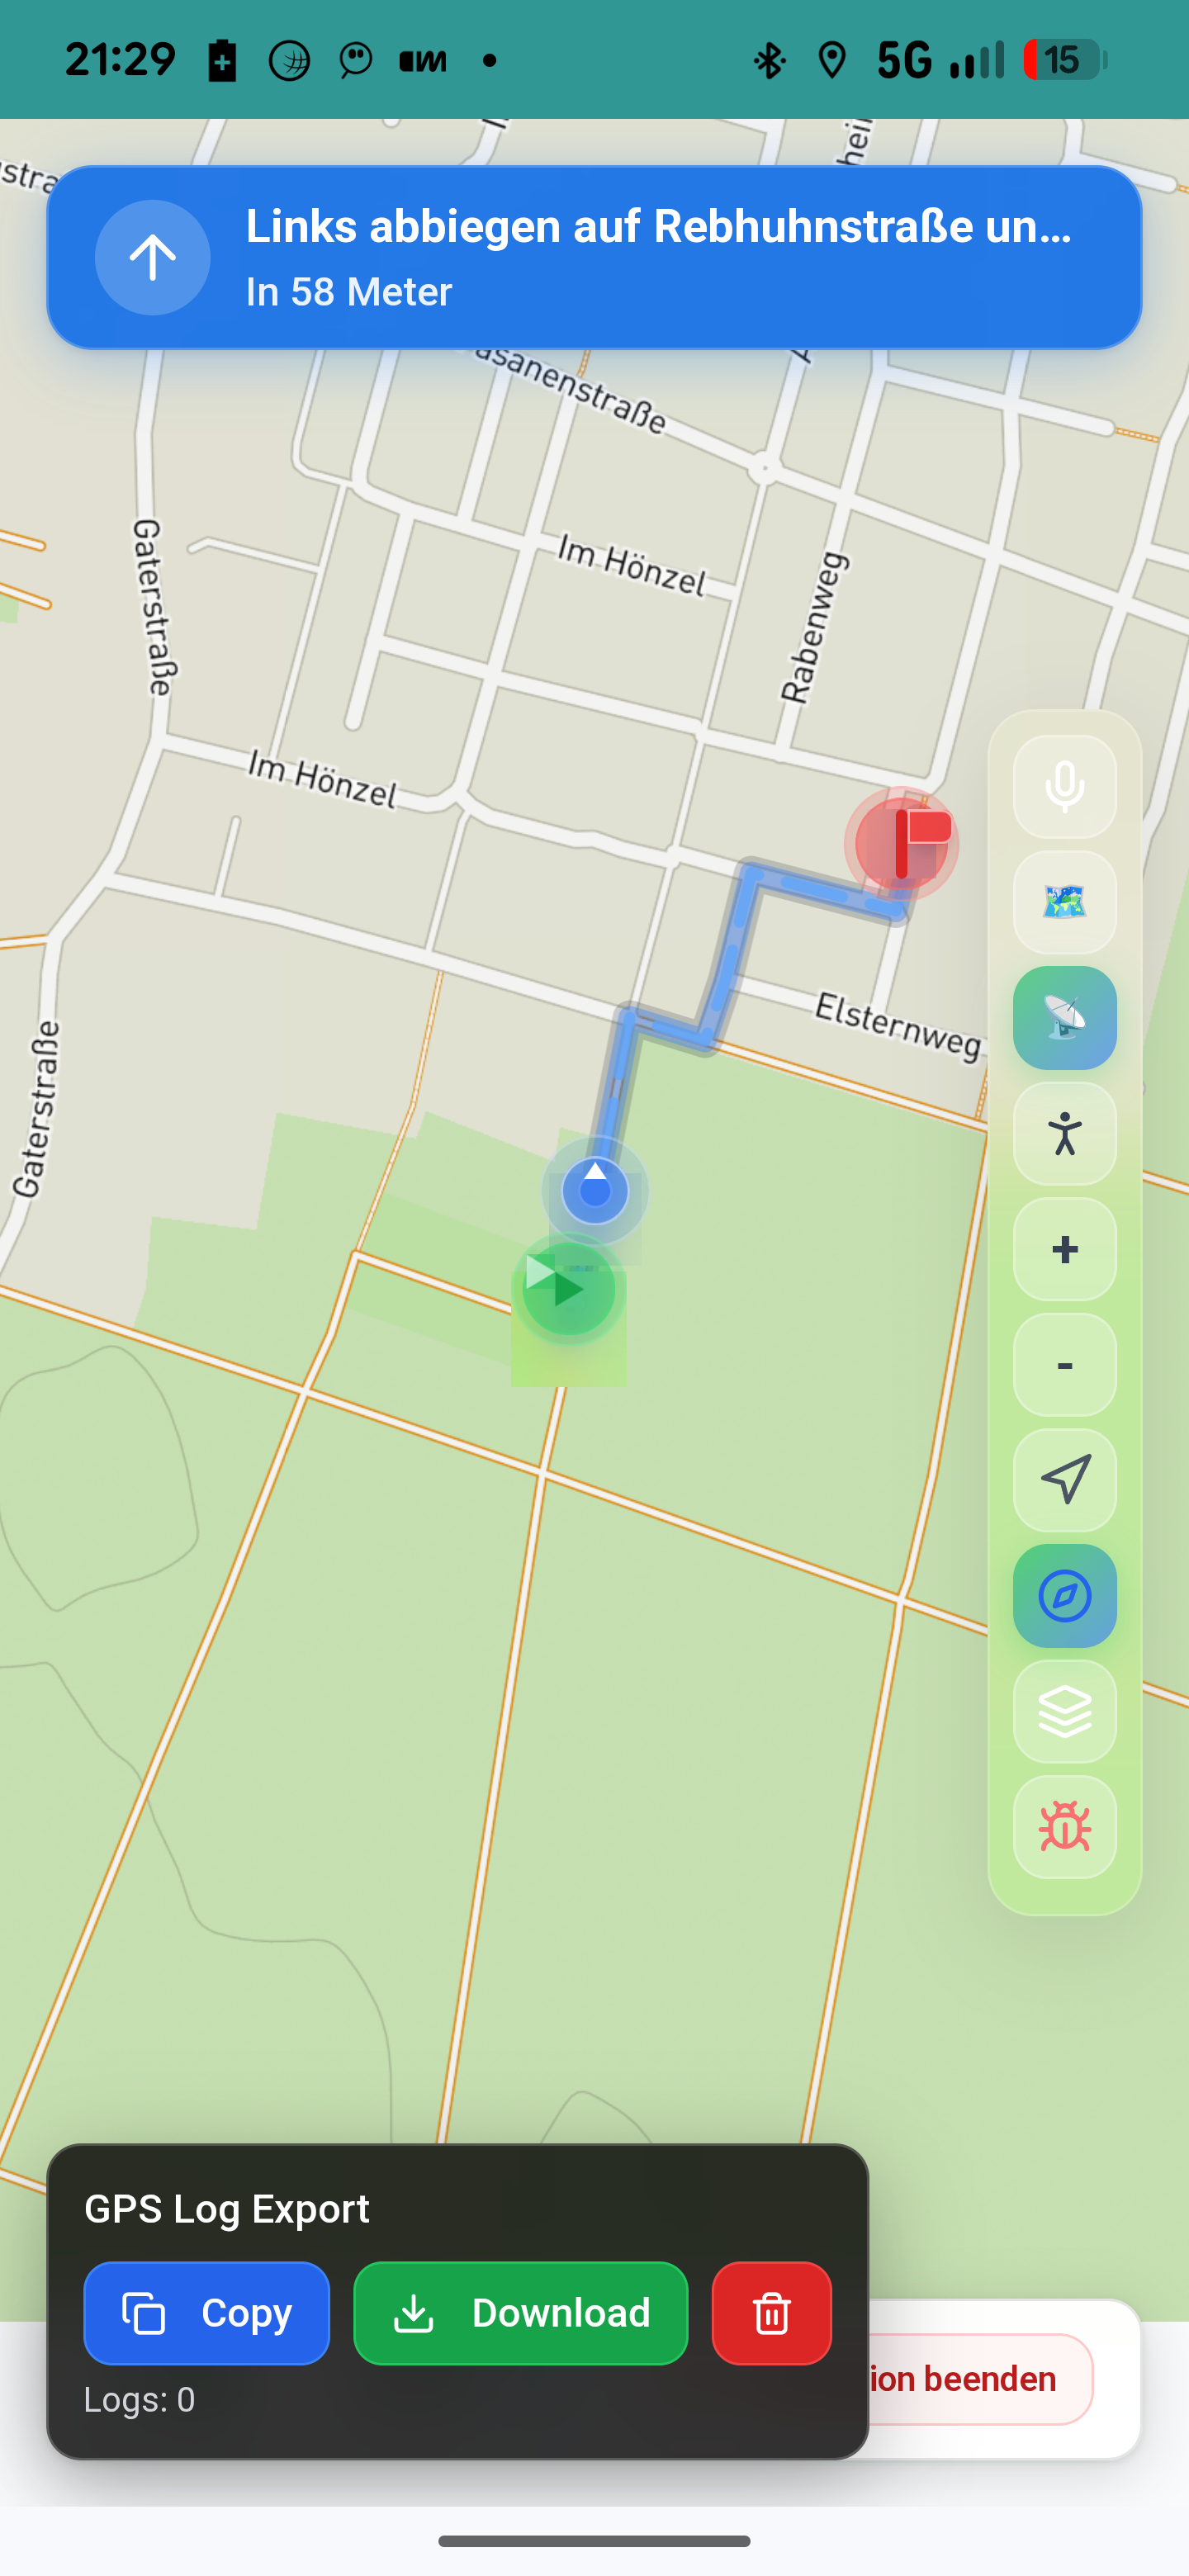 21:29
5G
15
Links abbiegen auf Rebhuhnstraße un...
In 58 Meter
Im Hönzel
Rabenweg
Gaterstraße
Im Hönzel
Elsternweg
Gaterstraße
+
-
GPS Log Export
Copy
Download
Logs: 0
ion beenden